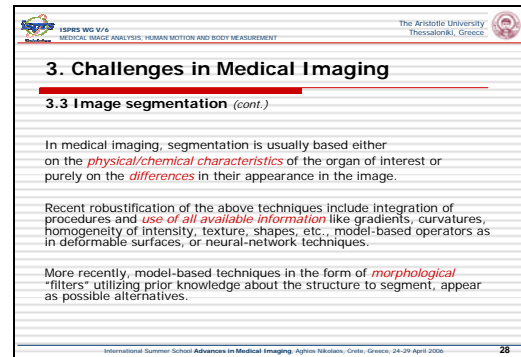 isprs
ISPRS WG V/6
MEDICAL IMAGE ANALYSIS, HUMAN MOTION AND BODY MEASUREMENT
The Aristotle University
Thessaloniki, Greece
3. Challenges in Medical Imaging
3.3 Image segmentation (cont.)
In medical imaging, segmentation is usually based either
on the physical/chemical characteristics of the organ of interest or
purely on the differences in their appearance in the image.
Recent robustification of the above techniques include integration of
procedures and use of all available information like gradients, curvatures,
homogeneity of intensity, texture, shapes, etc., model-based operators as
in deformable surfaces, or neural-network techniques.
More recently, model-based techniques in the form of morphological
"filters" utilizing prior knowledge about the structure to segment, appear
as possible alternatives.
International Summer School Advances in Medical Imaging, Aghios Nikolaos, Crete, Greece, 24-29 April 2006
28